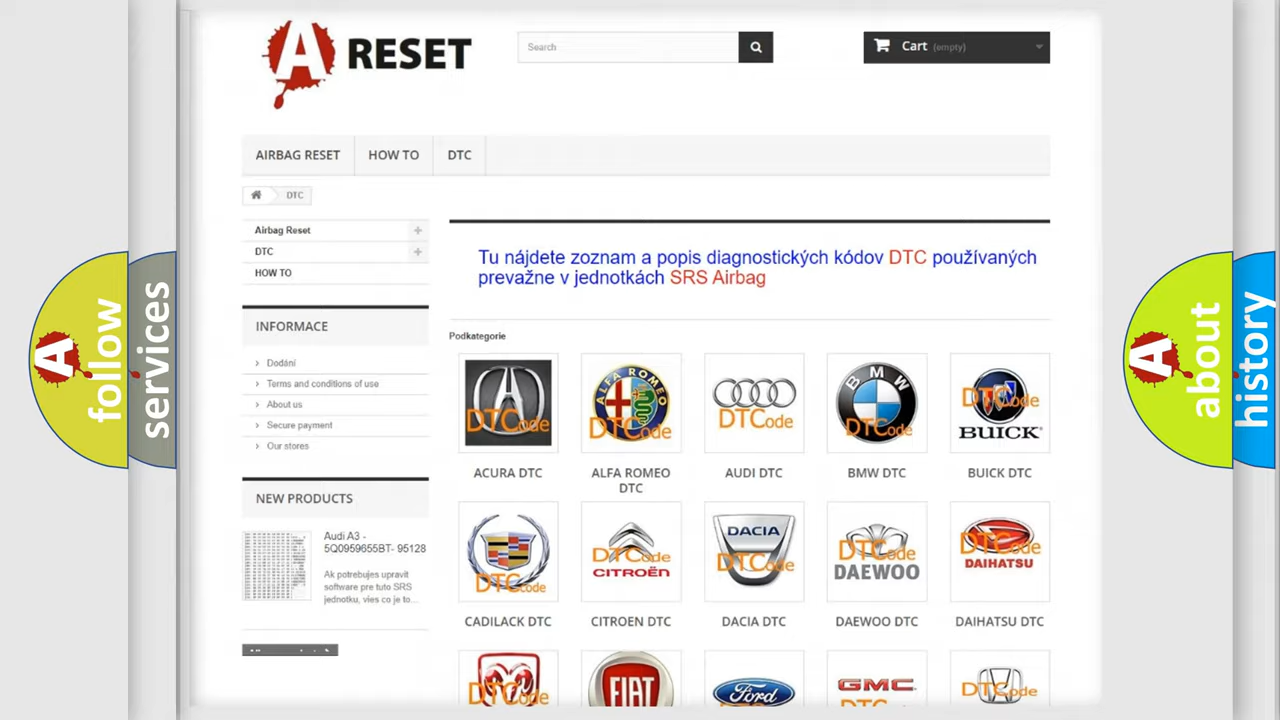 A RESET
Search
Cart (empty)
AIRBAG RESET
HOW TO
DTC
DTC
Airbag Reset
DTC
HOW TO
Tu nájdete zoznam a popis diagnostických kódov DTC používaných
prevažne v jednotkách SRS Airbag
INFORMACE
Dodání
Terms and conditions of use
About us
Secure payment
Our stores
NEW PRODUCTS
Audi A3 -
5Q0959655BT- 95128
Ak potrebujes upravit
software pre tuto SRS
jednotku, vies co je to...
Podkategorie
DTCode
ALFA ROMEO
DTCode
DTCode
BMW
DTCode
DTCode
BUICK
ACURA DTC
ALFA ROMEO
DTC
AUDI DTC
BMW DTC
BUICK DTC
DTCode
DTCode
CITROËN
DACIA
DTCode
DTCode
DAEWOO
DTCode
DAIHATSU
CADILACK DTC
CITROEN DTC
DACIA DTC
DAEWOO DTC
DAIHATSU DTC
DTCode
FIAT
Ford
GMC
DTCode
A follow
services
A about
history